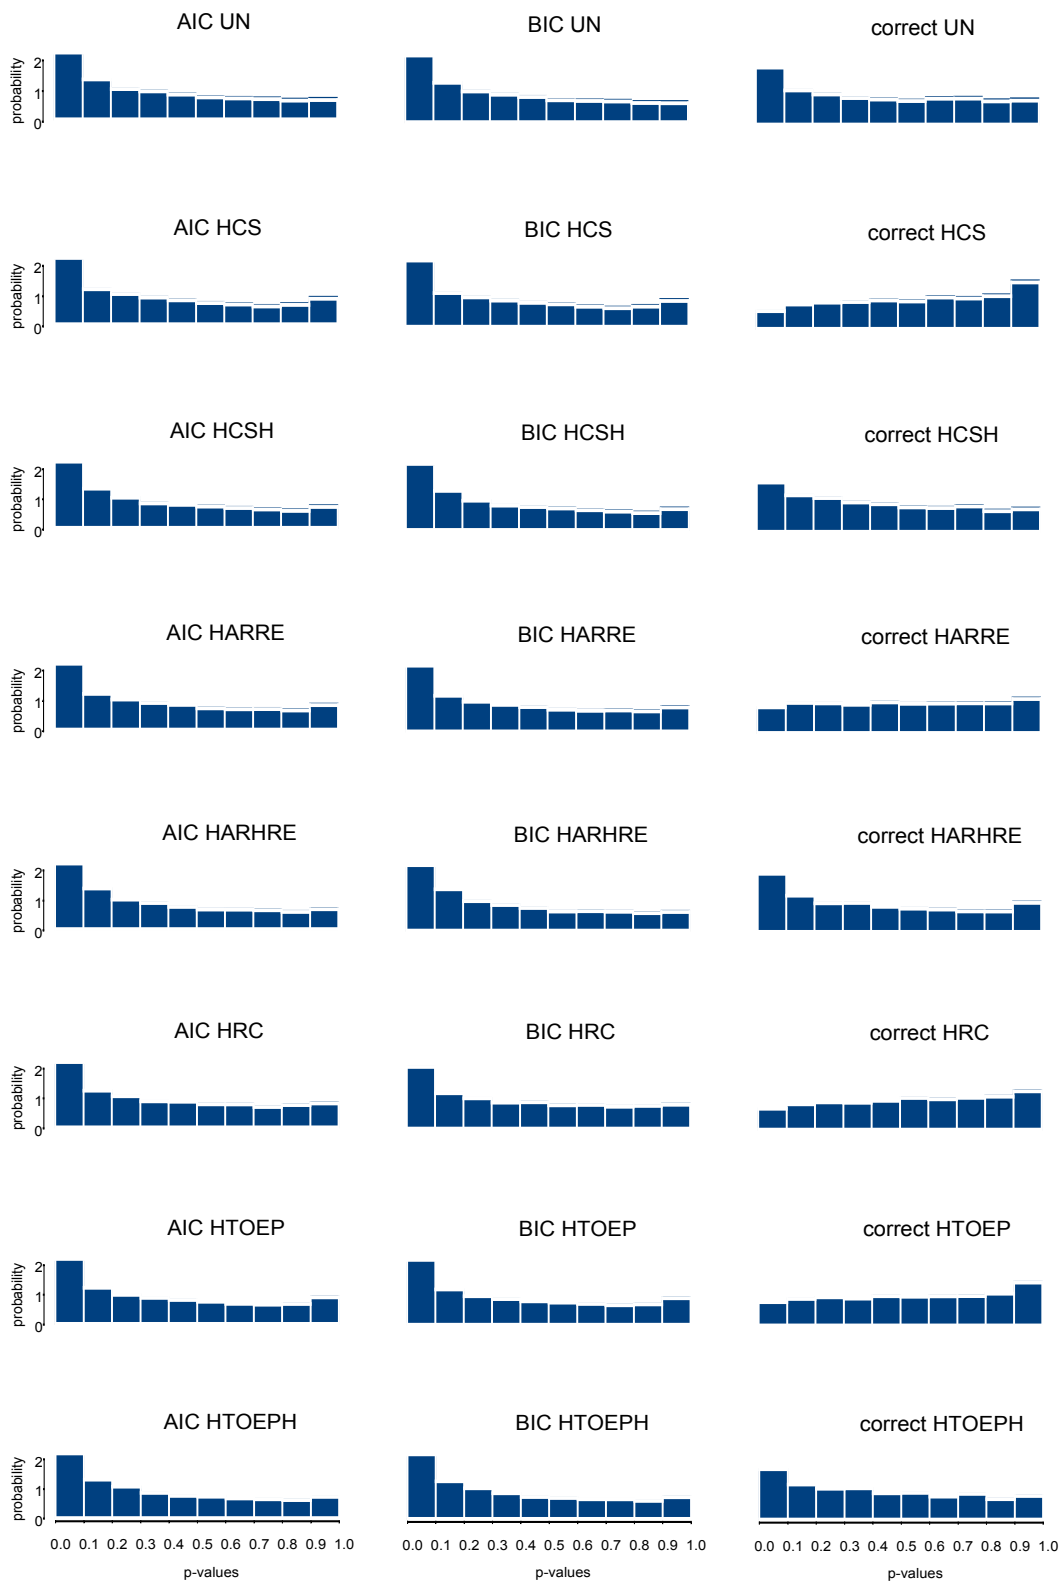 AIC UN
BIC UN
correct UN
probability
2
1
0
AIC HCS
BIC HCS
correct HCS
probability
2
1
0
AIC HCSH
BIC HCSH
correct HCSH
probability
2
1
0
AIC HARRE
BIC HARRE
correct HARRE
probability
2
1
0
AIC HARHRE
BIC HARHRE
correct HARHRE
probability
2
1
0
AIC HRC
BIC HRC
correct HRC
probability
2
1
0
AIC HTOEP
BIC HTOEP
correct HTOEP
probability
2
1
0
AIC HTOEPH
BIC HTOEPH
correct HTOEPH
probability
2
1
0
0.0 0.1 0.2 0.3 0.4 0.5 0.6 0.7 0.8 0.9 1.0
0.0 0.1 0.2 0.3 0.4 0.5 0.6 0.7 0.8 0.9 1.0
0.0 0.1 0.2 0.3 0.4 0.5 0.6 0.7 0.8 0.9 1.0
p-values
p-values
p-values